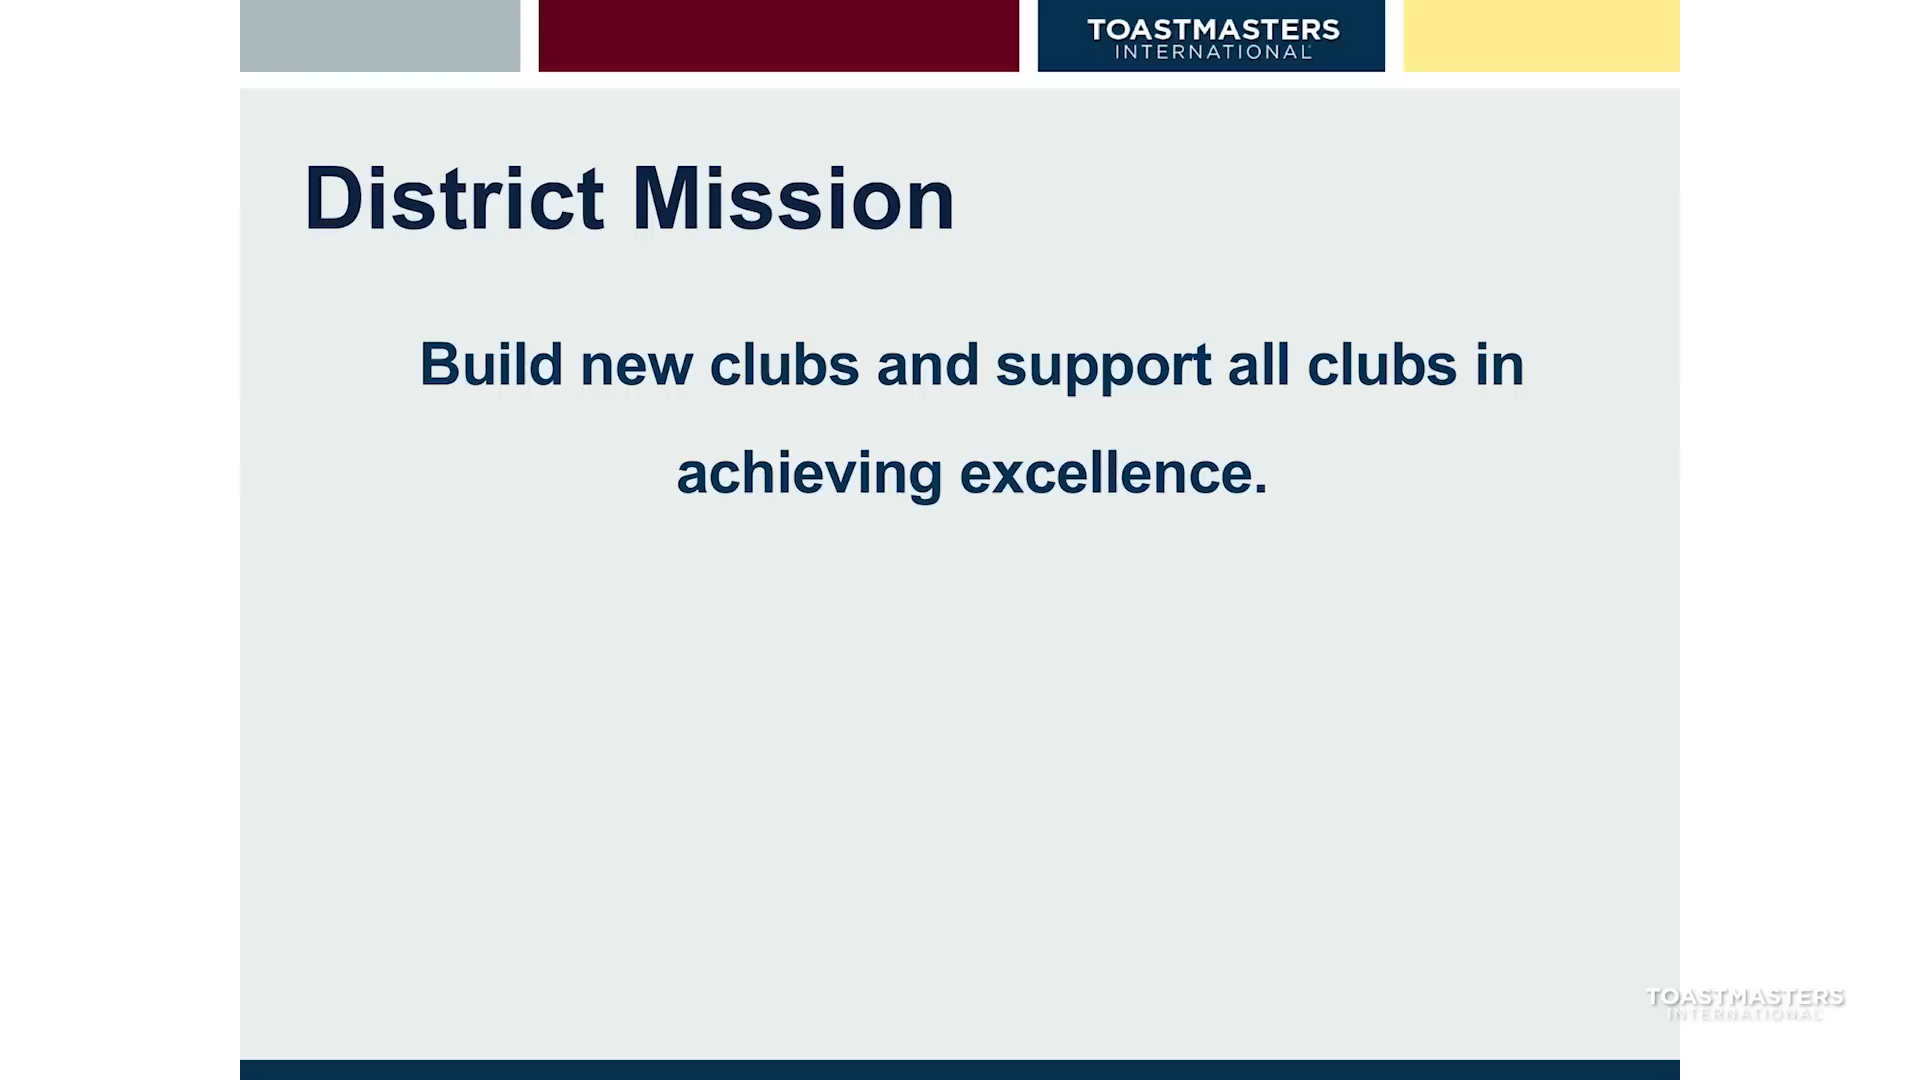 TOASTMASTERS
INTERNATIONAL
District Mission
Build new clubs and support all clubs in
achieving excellence.
TOASTMASTERS
INTERNATIONAL